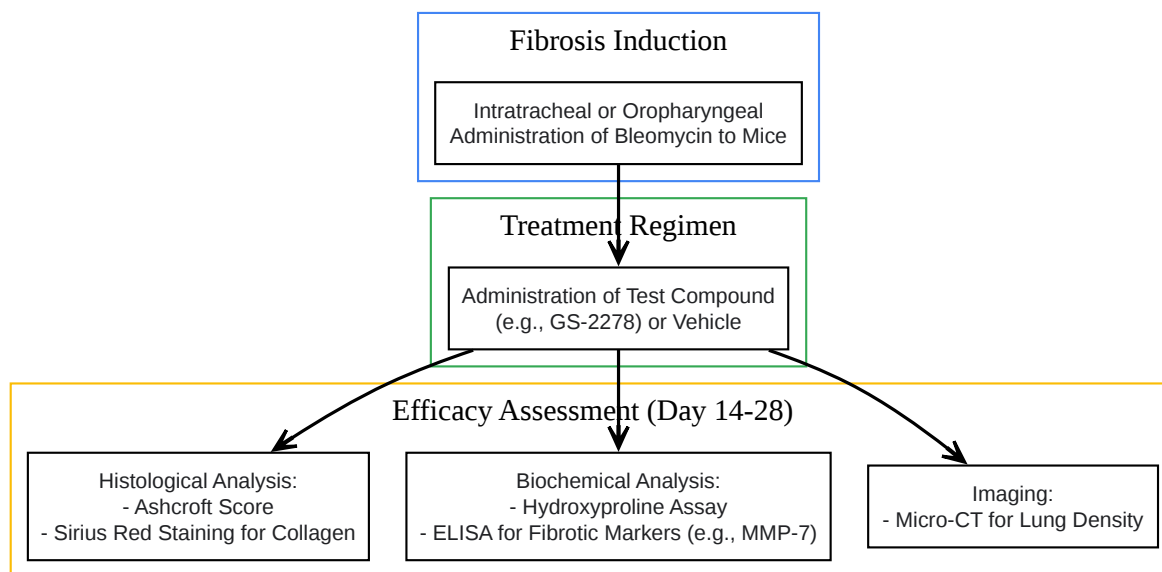 Fibrosis Induction
Intratracheal or Oropharyngeal
Administration of Bleomycin to Mice
Treatment Regimen
Administration of Test Compound
(e.g., GS-2278) or Vehicle
Efficacy Assessment (Day 14-28)
Histological Analysis:
- Ashcroft Score
- Sirius Red Staining for Collagen
Biochemical Analysis:
- Hydroxyproline Assay
- ELISA for Fibrotic Markers (e.g., MMP-7)
Imaging:
- Micro-CT for Lung Density